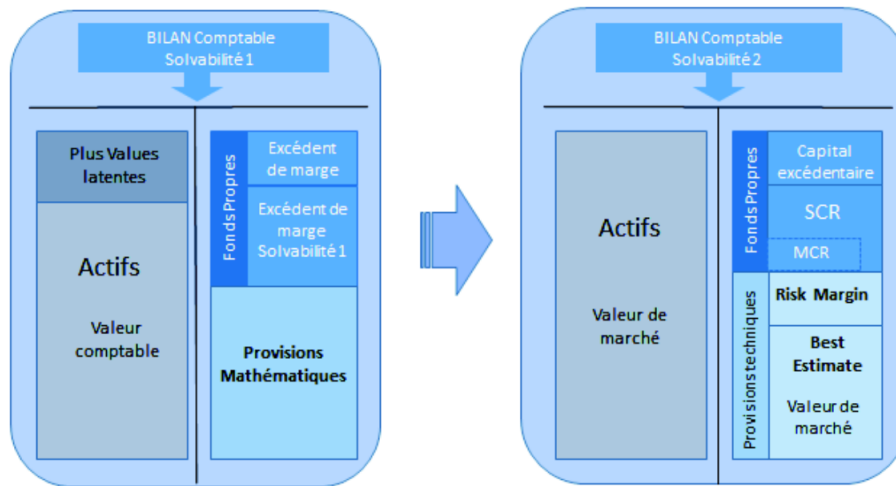 BILAN Comptable
Solvabilité 1
Plus Values
latentes
Actifs
Valeur
comptable
Fonds Propres
Excédent
de marge
Excédent de
marge
Solvabilité 1
Provisions
Mathématiques
BILAN Comptable
Solvabilité 2
Actifs
Valeur de
marché
Fonds Propres
Capital
excédentaire
SCR
MCR
Provisions techniques
Risk Margin
Best
Estimate
Valeur de
marché